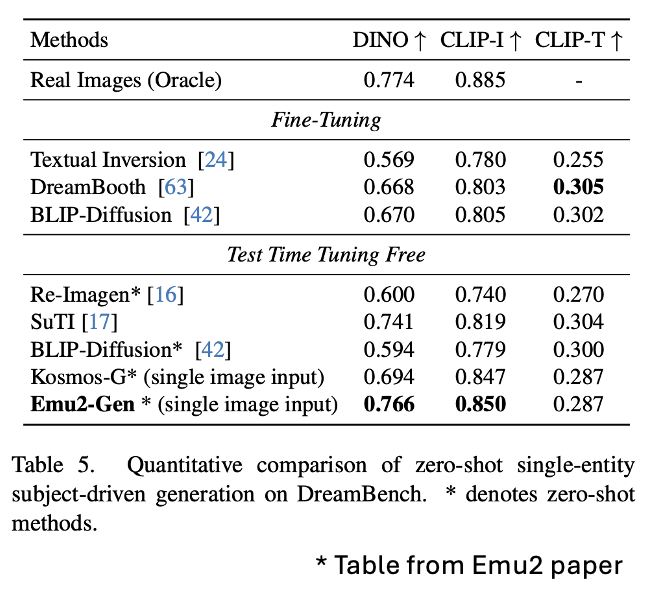 Methods DINO ↑ CLIP-I ↑ CLIP-T ↑
Real Images (Oracle) 0.774 0.885 -
Fine-Tuning
Textual Inversion [24] 0.569 0.780 0.255
DreamBooth [63] 0.668 0.803 0.305
BLIP-Diffusion [42] 0.670 0.805 0.302
Test Time Tuning Free
Re-Imagen* [16] 0.600 0.740 0.270
SuTI [17] 0.741 0.819 0.304
BLIP-Diffusion* [42] 0.594 0.779 0.300
Kosmos-G* (single image input) 0.694 0.847 0.287
Emu2-Gen * (single image input) 0.766 0.850 0.287
Table 5. Quantitative comparison of zero-shot single-entity
subject-driven generation on DreamBench. * denotes zero-shot
methods.
* Table from Emu2 paper